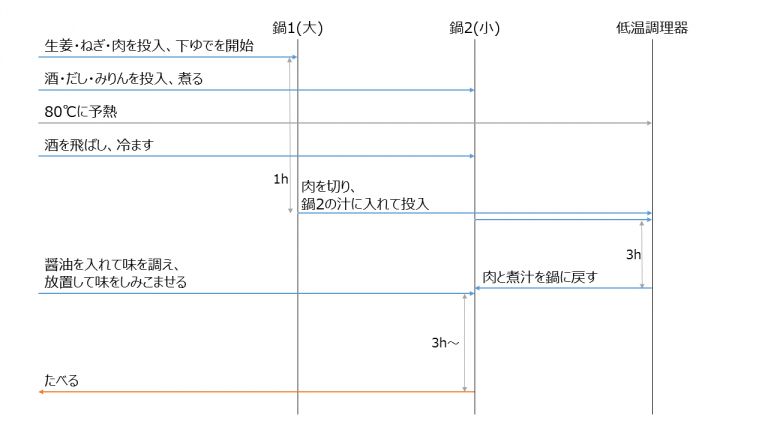 鍋1(大)
鍋2(小)
低温調理器
生姜・ねぎ・肉を投入、下ゆでを開始
酒・だし・みりんを投入、煮る
80℃に予熱
酒を飛ばし、冷ます
1h
肉を切り、
鍋2の汁に入れて投入
3h
醤油を入れて味を調え、
放置して味をしみこませる
肉と煮汁を鍋に戻す
3h～
たべる